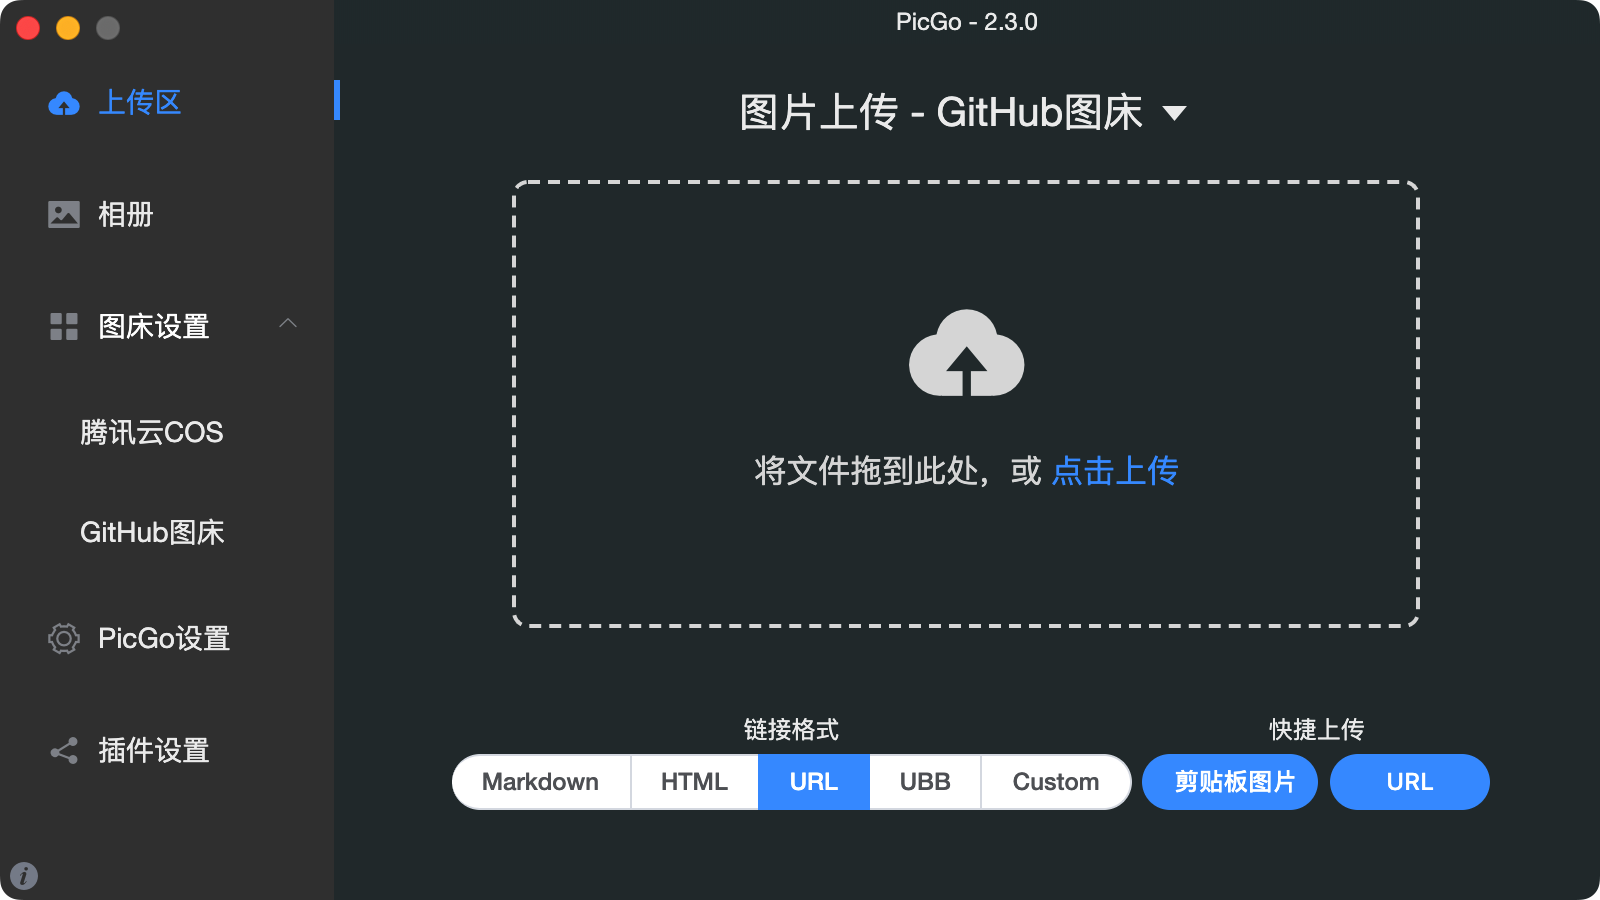 PicGo - 2.3.0
上传区
相册
图床设置
腾讯云COS
GitHub图床
PicGo设置
插件设置
图片上传 - GitHub图床
将文件拖到此处，或 点击上传
链接格式
Markdown HTML URL UBB Custom
快捷上传
剪贴板图片 URL